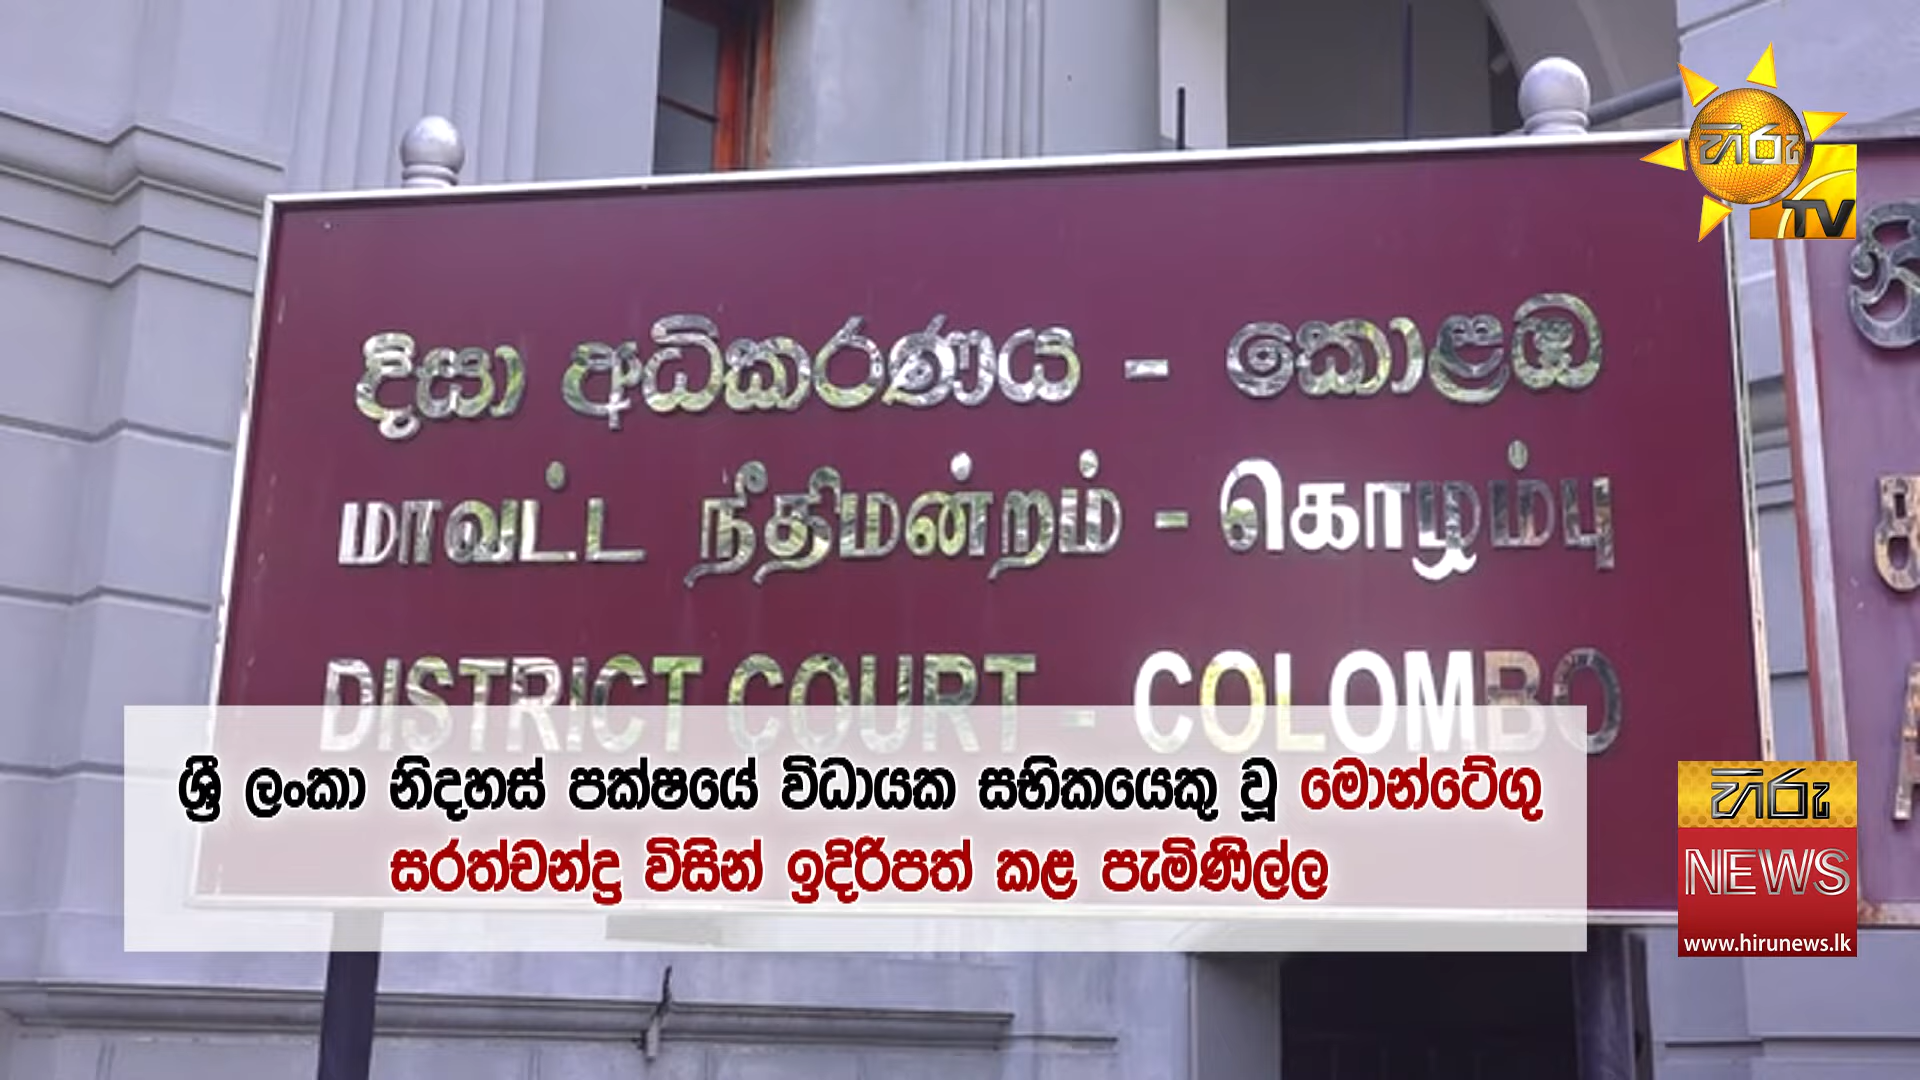 හිරු
TV
දිසා අධිකරණය - කොළඹ
மாவட்ட நீதிமன்றம் - கொழும்பு
DISTRICT COURT - COLOMBO
ශ්‍රී ලංකා නිදහස් පක්ෂයේ විධායක සභිකයෙකු වූ මොන්ටේගු
සරත්චන්ද්‍ර විසින් ඉදිරිපත් කළ පැමිණිල්ල
හිරු
NEWS
www.hirunews.lk